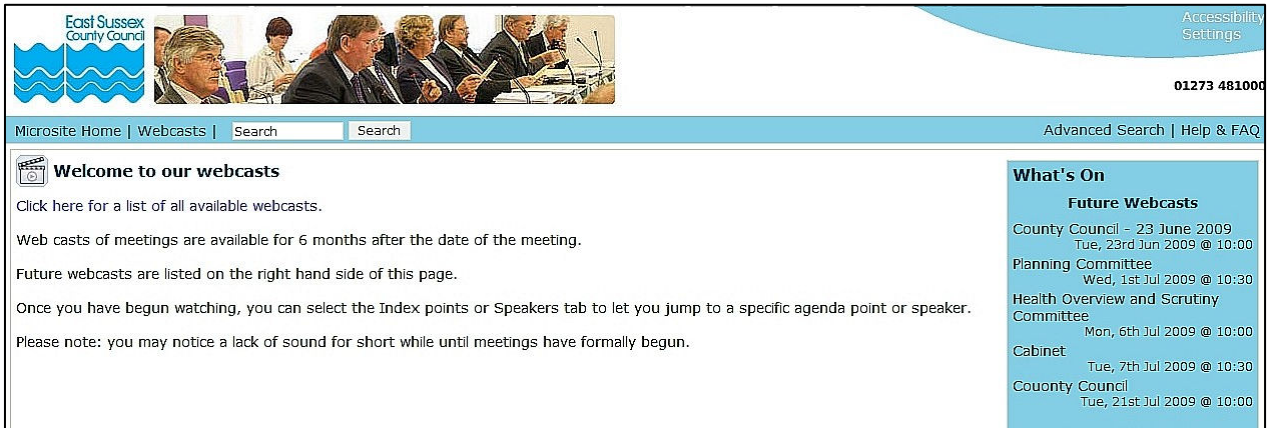 East Sussex
County Council
Accessibility
Settings
01273 481000
Microsite Home | Webcasts | Search Search
Advanced Search | Help & FAQ
Welcome to our webcasts
Click here for a list of all available webcasts.
Web casts of meetings are available for 6 months after the date of the meeting.
Future webcasts are listed on the right hand side of this page.
Once you have begun watching, you can select the Index points or Speakers tab to let you jump to a specific agenda point or speaker.
Please note: you may notice a lack of sound for short while until meetings have formally begun.
What's On
Future Webcasts
County Council - 23 June 2009
Tue, 23rd Jun 2009 @ 10:00
Planning Committee
Wed, 1st Jul 2009 @ 10:30
Health Overview and Scrutiny
Committee
Mon, 6th Jul 2009 @ 10:00
Cabinet
Tue, 7th Jul 2009 @ 10:30
Couonty Council
Tue, 21st Jul 2009 @ 10:00